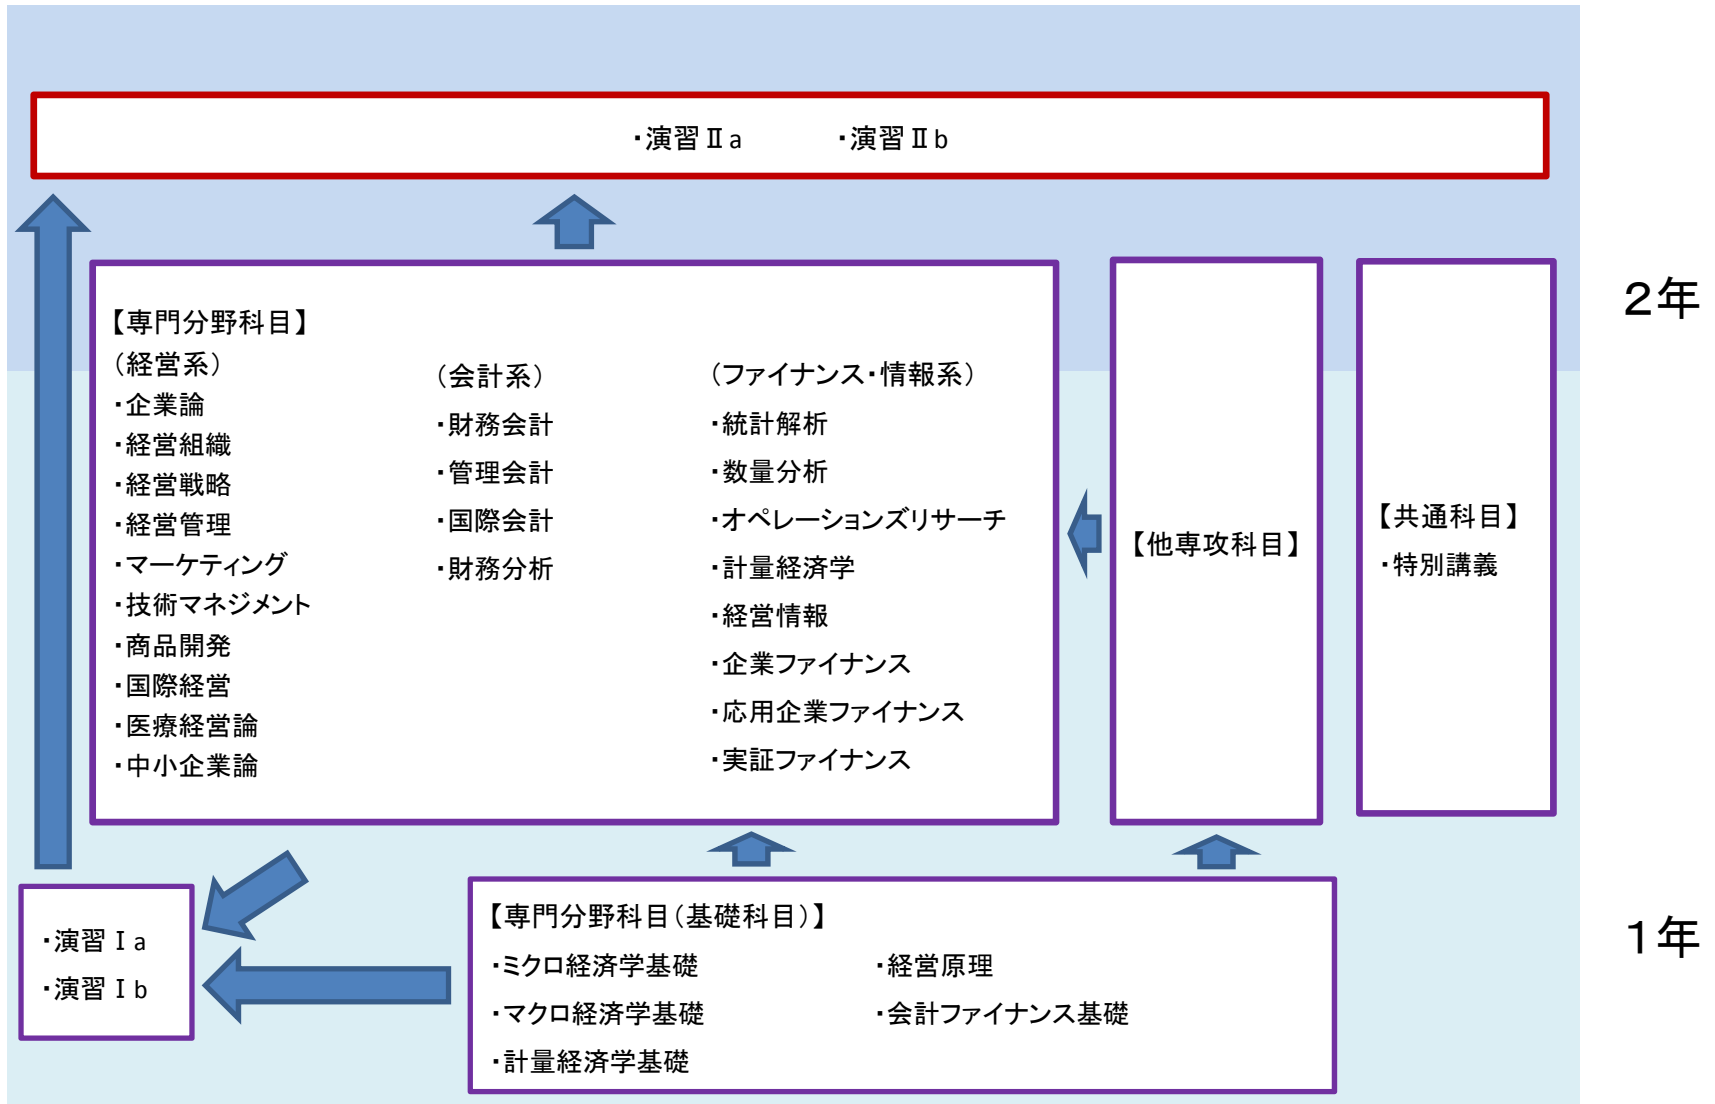 ・演習Ⅱa　・演習Ⅱb
2年
【専門分野科目】
（経営系）
・企業論
・経営組織
・経営戦略
・経営管理
・マーケティング
・技術マネジメント
・商品開発
・国際経営
・医療経営論
・中小企業論
（会計系）
・財務会計
・管理会計
・国際会計
・財務分析
（ファイナンス・情報系）
・統計解析
・数量分析
・オペレーションズリサーチ
・計量経済学
・経営情報
・企業ファイナンス
・応用企業ファイナンス
・実証ファイナンス
【他専攻科目】
【共通科目】
・特別講義
1年
・演習Ⅰa
・演習Ⅰb
【専門分野科目（基礎科目）】
・ミクロ経済学基礎
・マクロ経済学基礎
・計量経済学基礎
・経営原理
・会計ファイナンス基礎